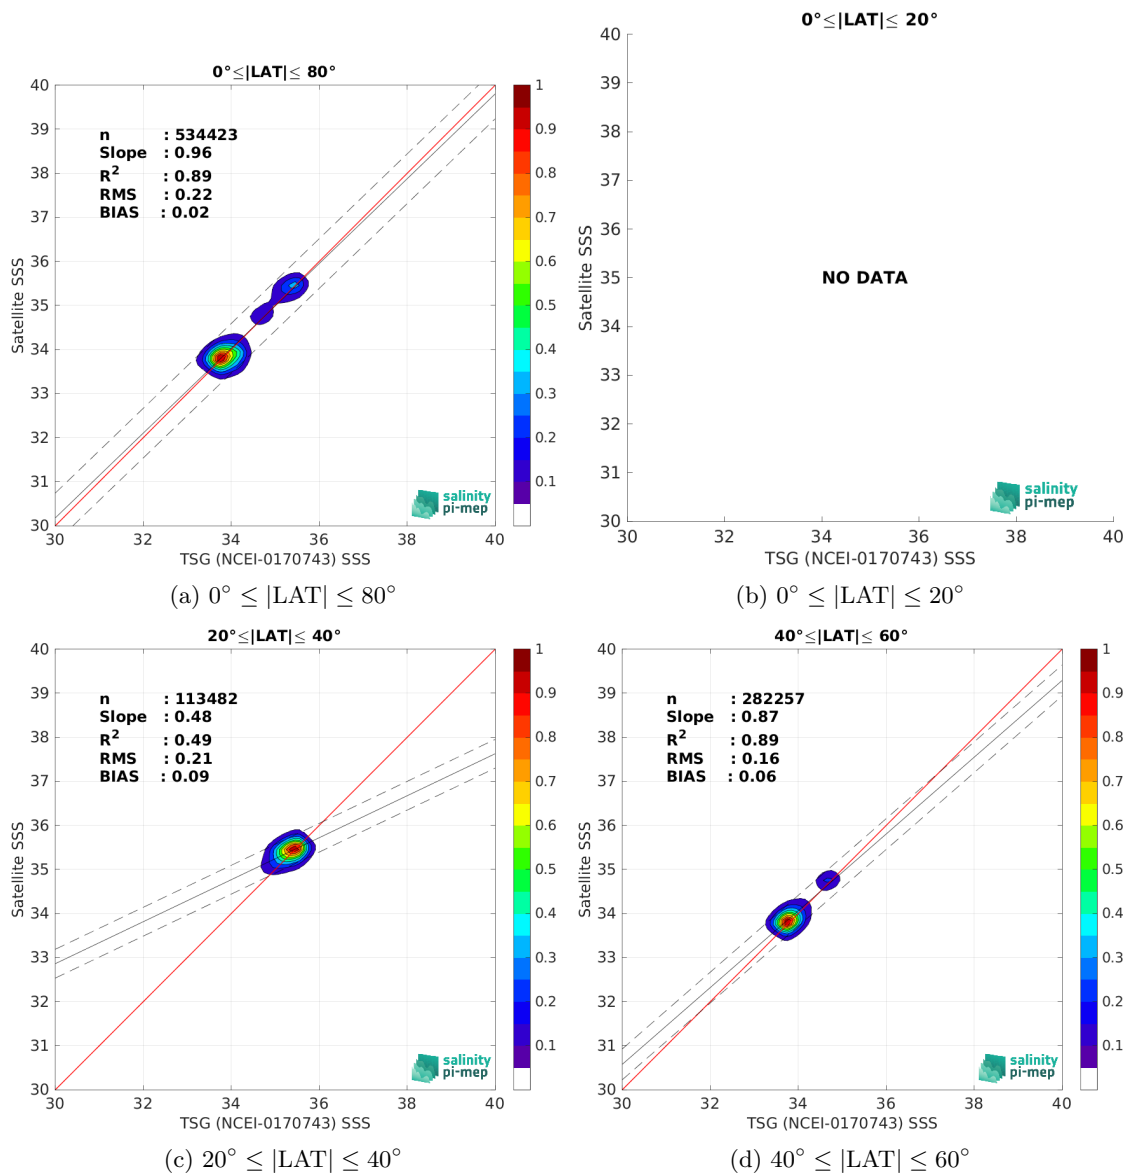 0°≤|LAT|≤ 80°
40
39
38
37
36
35
34
33
32
31
30
Satellite SSS
n : 534423
Slope : 0.96
R² : 0.89
RMS : 0.22
BIAS : 0.02
salinity
pi-mep
30 32 34 36 38 40
TSG (NCEI-0170743) SSS
1
0.9
0.8
0.7
0.6
0.5
0.4
0.3
0.2
0.1
(a) 0° ≤ |LAT| ≤ 80°
0°≤|LAT|≤ 20°
40
39
38
37
36
35
34
33
32
31
30
Satellite SSS
NO DATA
salinity
pi-mep
30 32 34 36 38 40
TSG (NCEI-0170743) SSS
(b) 0° ≤ |LAT| ≤ 20°
20°≤|LAT|≤ 40°
40
39
38
37
36
35
34
33
32
31
30
Satellite SSS
n : 113482
Slope : 0.48
R² : 0.49
RMS : 0.21
BIAS : 0.09
salinity
pi-mep
30 32 34 36 38 40
TSG (NCEI-0170743) SSS
1
0.9
0.8
0.7
0.6
0.5
0.4
0.3
0.2
0.1
(c) 20° ≤ |LAT| ≤ 40°
40°≤|LAT|≤ 60°
40
39
38
37
36
35
34
33
32
31
30
Satellite SSS
n : 282257
Slope : 0.87
R² : 0.89
RMS : 0.16
BIAS : 0.06
salinity
pi-mep
30 32 34 36 38 40
TSG (NCEI-0170743) SSS
1
0.9
0.8
0.7
0.6
0.5
0.4
0.3
0.2
0.1
(d) 40° ≤ |LAT| ≤ 60°